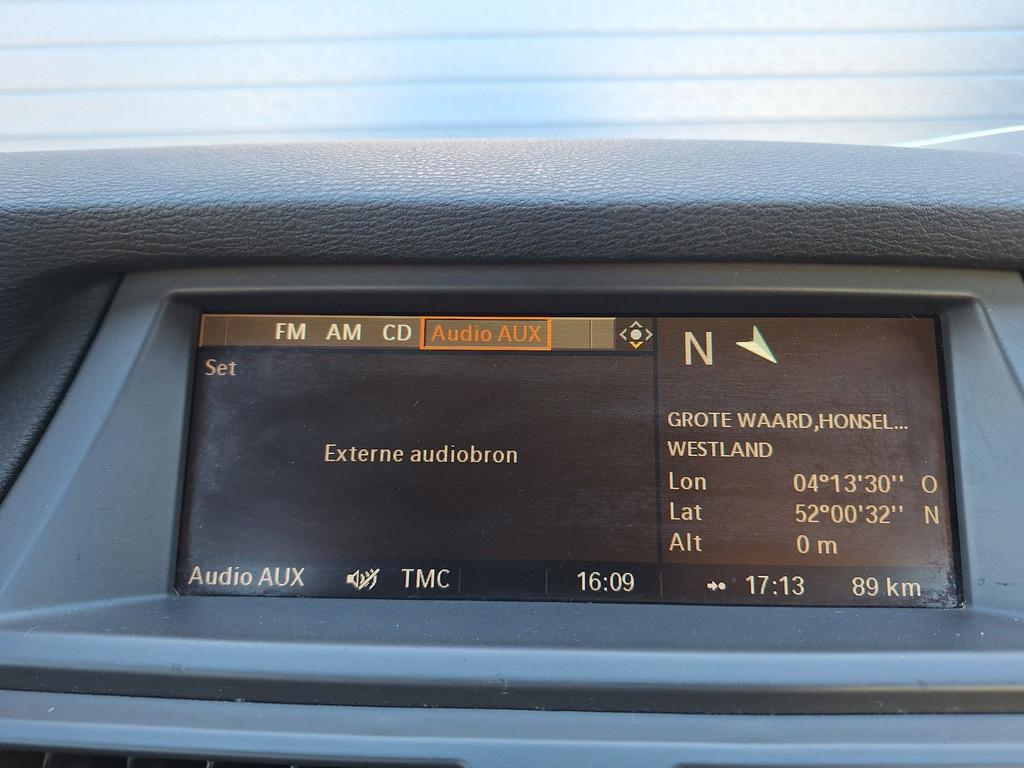 FM AM CD Audio AUX
Set
Externe audiobron
N
GROTE WAARD,HONSEL...
WESTLAND
Lon 04°13'30'' O
Lat 52°00'32'' N
Alt 0 m
Audio AUX TMC 16:09 17:13 89 km